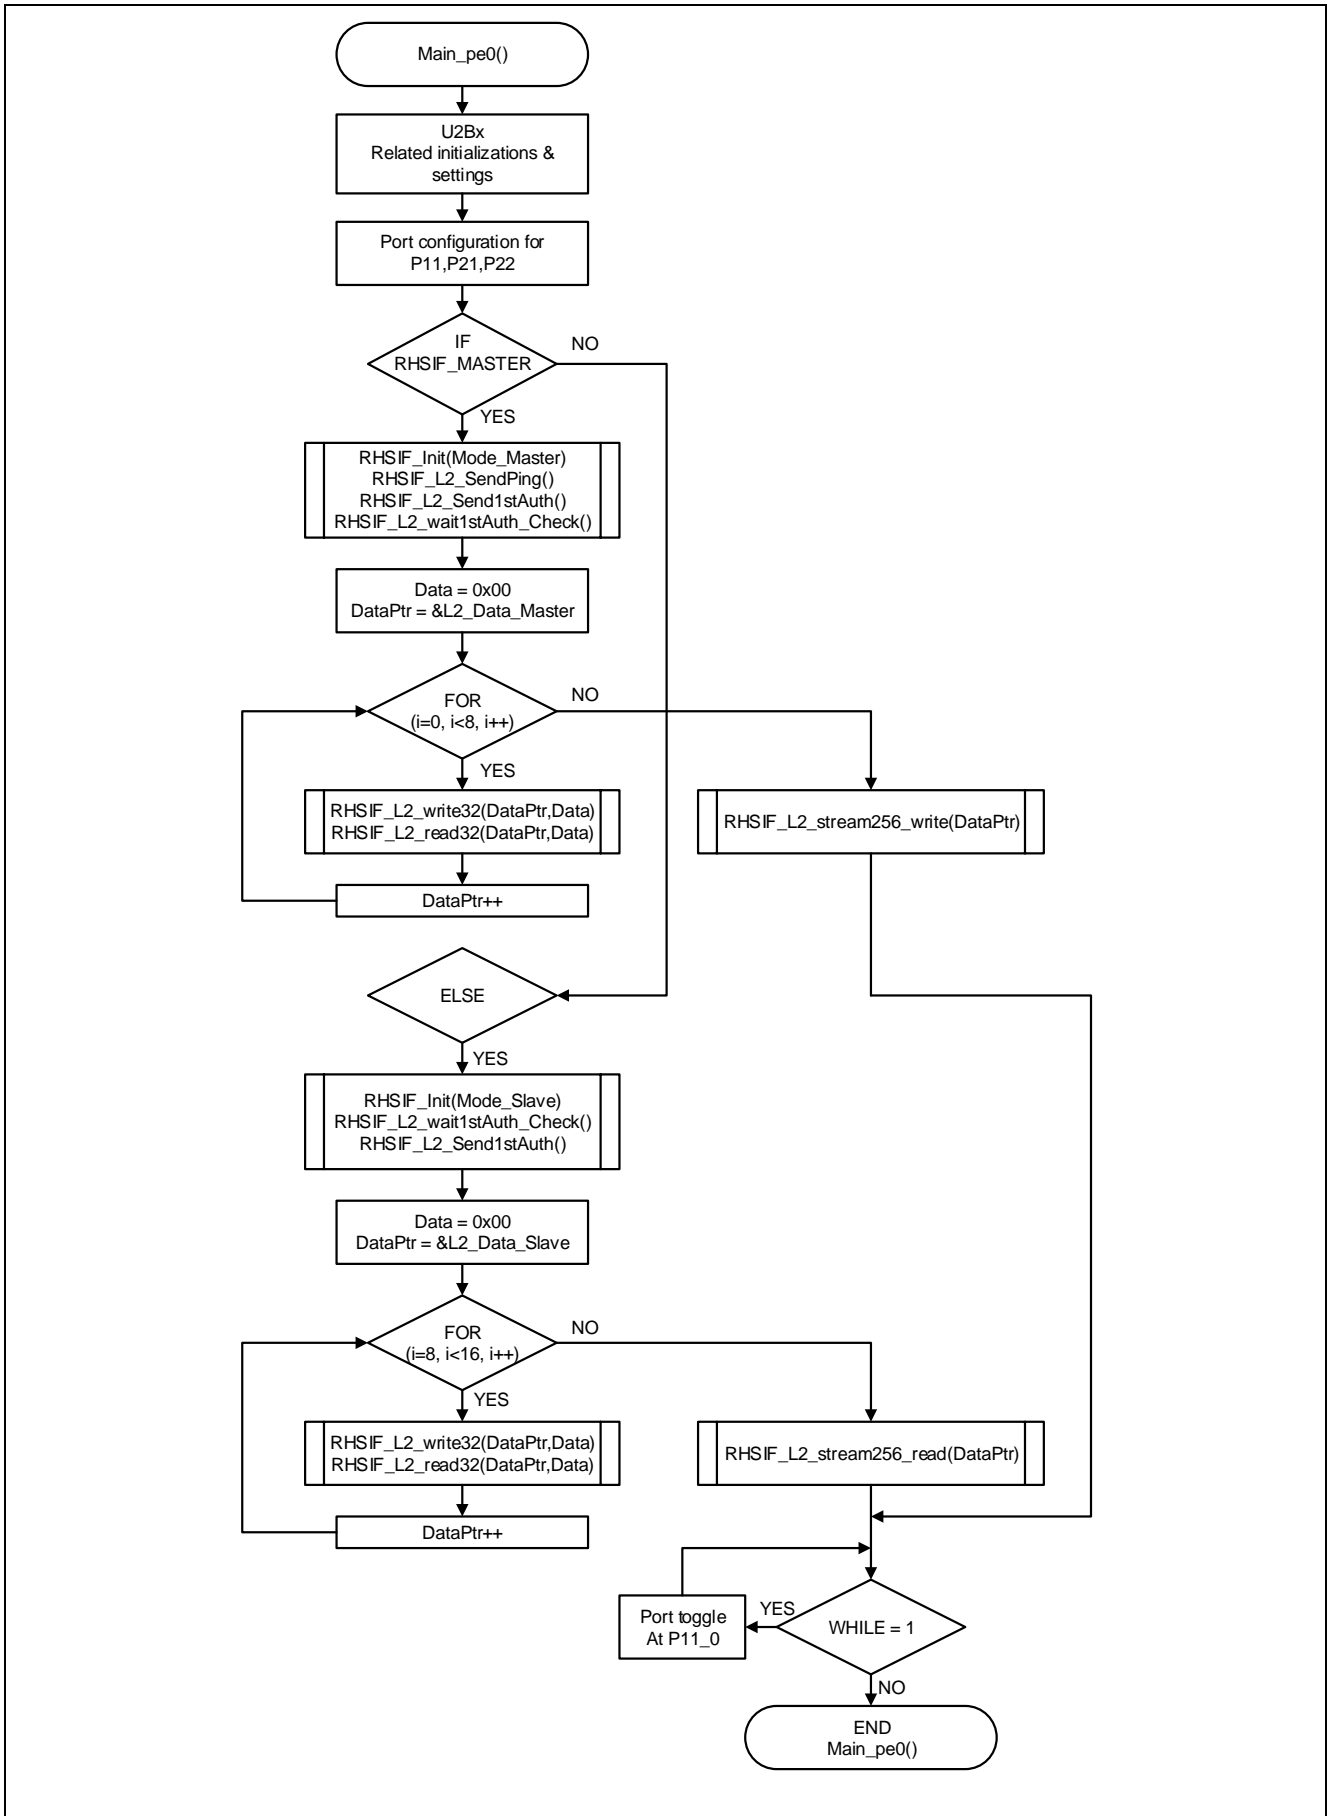 Main_pe0()
U2Bx
Related initializations &
settings
Port configuration for
P11,P21,P22
IF
RHSIF_MASTER
NO
YES
RHSIF_Init(Mode_Master)
RHSIF_L2_SendPing()
RHSIF_L2_Send1stAuth()
RHSIF_L2_wait1stAuth_Check()
Data = 0x00
DataPtr = &L2_Data_Master
FOR
(i=0, i<8, i++)
NO
YES
RHSIF_L2_write32(DataPtr,Data)
RHSIF_L2_read32(DataPtr,Data)
RHSIF_L2_stream256_write(DataPtr)
DataPtr++
ELSE
YES
RHSIF_Init(Mode_Slave)
RHSIF_L2_wait1stAuth_Check()
RHSIF_L2_Send1stAuth()
Data = 0x00
DataPtr = &L2_Data_Slave
FOR
(i=8, i<16, i++)
NO
YES
RHSIF_L2_write32(DataPtr,Data)
RHSIF_L2_read32(DataPtr,Data)
RHSIF_L2_stream256_read(DataPtr)
DataPtr++
Port toggle
At P11_0
YES
WHILE = 1
NO
END
Main_pe0()